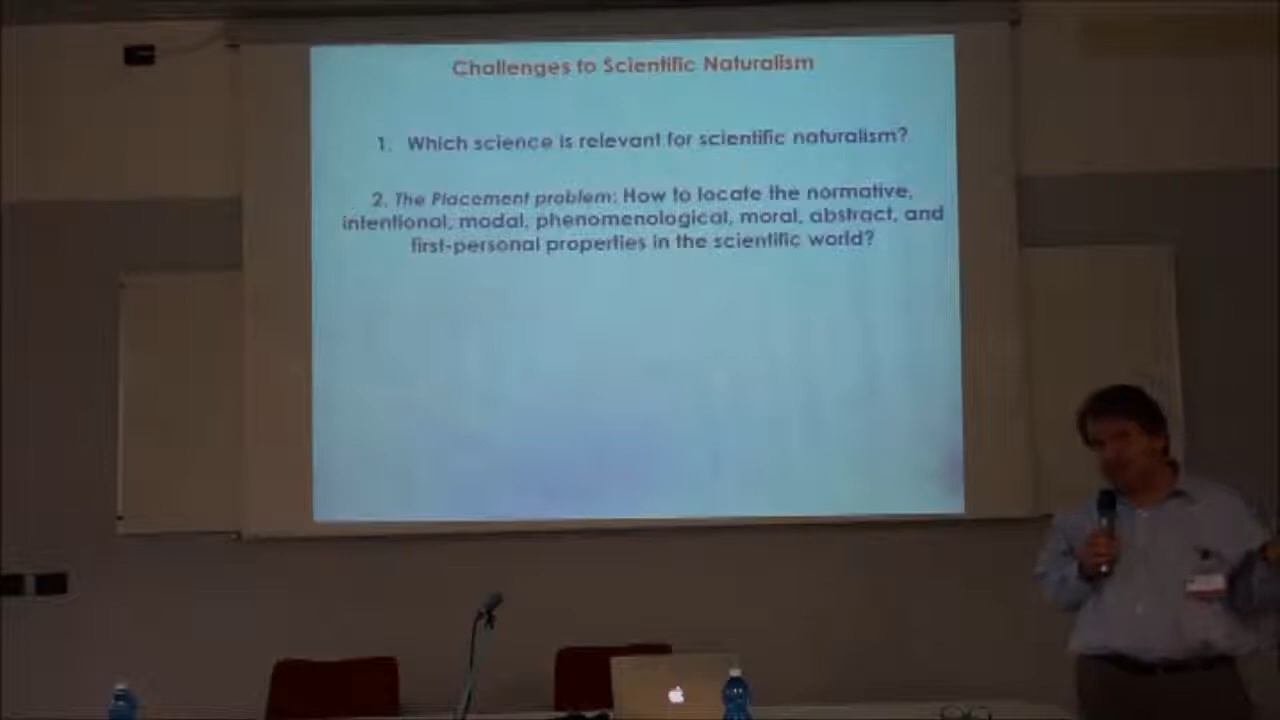 Challenges to Scientific Naturalism
1. Which science is relevant for scientific naturalism?
2. The Placement problem: How to locate the normative,
intentional, modal, phenomenological, moral, abstract, and
first-personal properties in the scientific world?